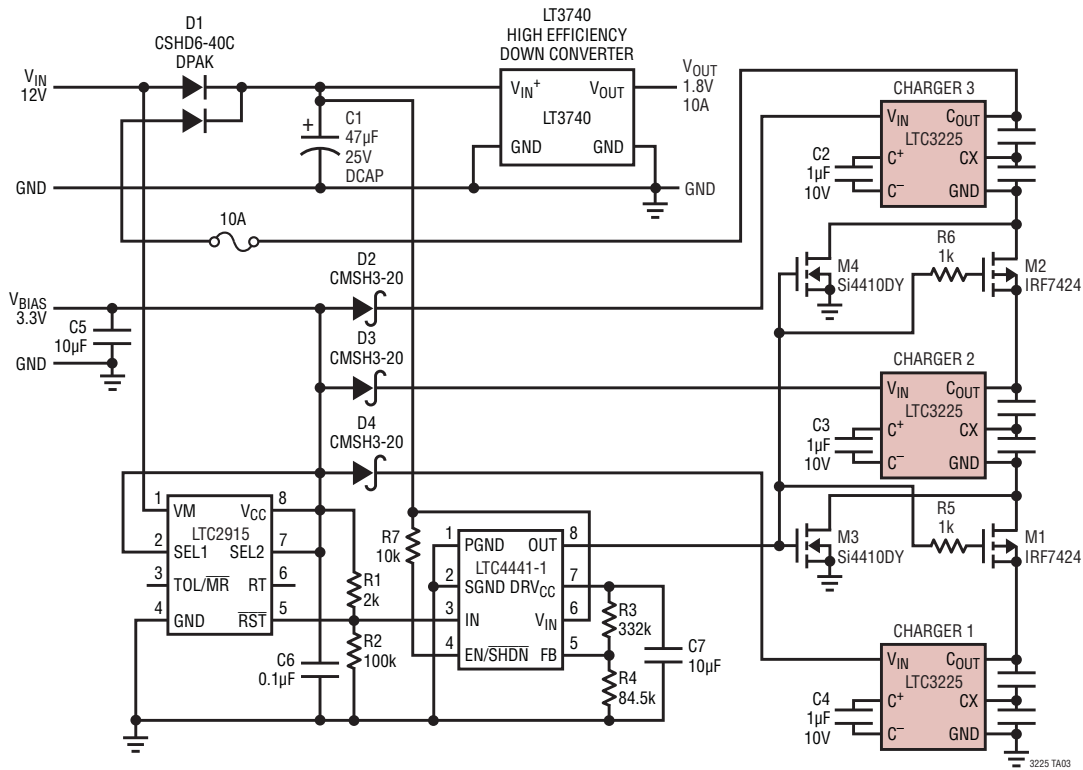 D1
CSHD6-40C
DPAK
LT3740
HIGH EFFICIENCY
DOWN CONVERTER
VIN
12V
VIN+
VOUT
LT3740
GND
GND
VOUT
1.8V
10A
+
C1
47µF
25V
DCAP
GND
GND
10A
CHARGER 3
VIN
COUT
LTC3225
C+
CX
C–
GND
C2
1µF
10V
M4
Si4410DY
R6
1k
M2
IRF7424
VBIAS
3.3V
C5
10µF
GND
D2
CMSH3-20
D3
CMSH3-20
D4
CMSH3-20
CHARGER 2
VIN
COUT
LTC3225
C+
CX
C–
GND
C3
1µF
10V
M3
Si4410DY
R5
1k
M1
IRF7424
1
VM
VCC
8
LTC2915
2
SEL1
SEL2
7
3
TOL/MR
RT
6
4
GND
RST
5
R1
2k
R2
100k
C6
0.1µF
R7
10k
1
PGND
OUT
8
LTC4441-1
2
SGND
DRVCC
7
3
IN
VIN
6
4
EN/SHDN
FB
5
R3
332k
R4
84.5k
C7
10µF
CHARGER 1
VIN
COUT
LTC3225
C+
CX
C–
GND
C4
1µF
10V
3225 TA03